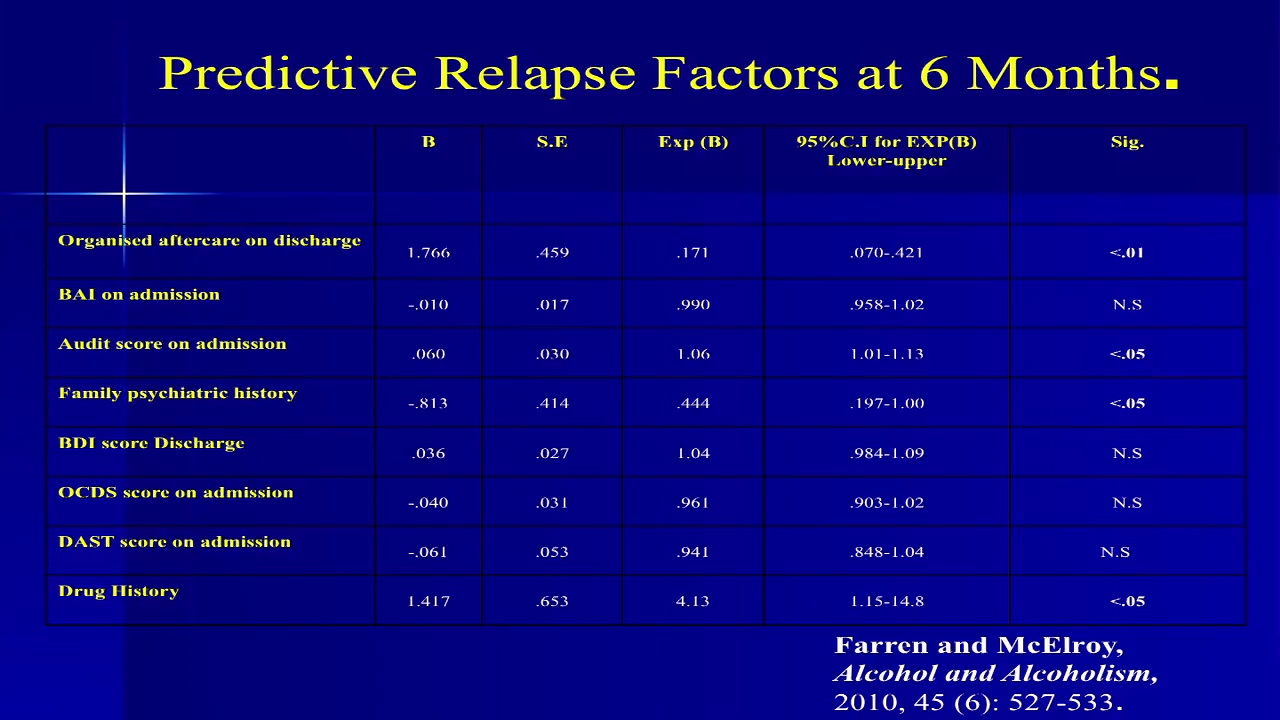 Predictive Relapse Factors at 6 Months.
B S.E Exp (B) 95%C.I for EXP(B) Sig.
Lower-upper
Organised aftercare on discharge 1.766 .459 .171 .070-.421 <.01
BAI on admission -.010 .017 .990 .958-1.02 N.S
Audit score on admission .060 .030 1.06 1.01-1.13 <.05
Family psychiatric history -.813 .414 .444 .197-1.00 <.05
BDI score Discharge .036 .027 1.04 .984-1.09 N.S
OCDS score on admission -.040 .031 .961 .903-1.02 N.S
DAST score on admission -.061 .053 .941 .848-1.04 N.S
Drug History 1.417 .653 4.13 1.15-14.8 <.05
Farren and McElroy,
Alcohol and Alcoholism,
2010, 45 (6): 527-533.